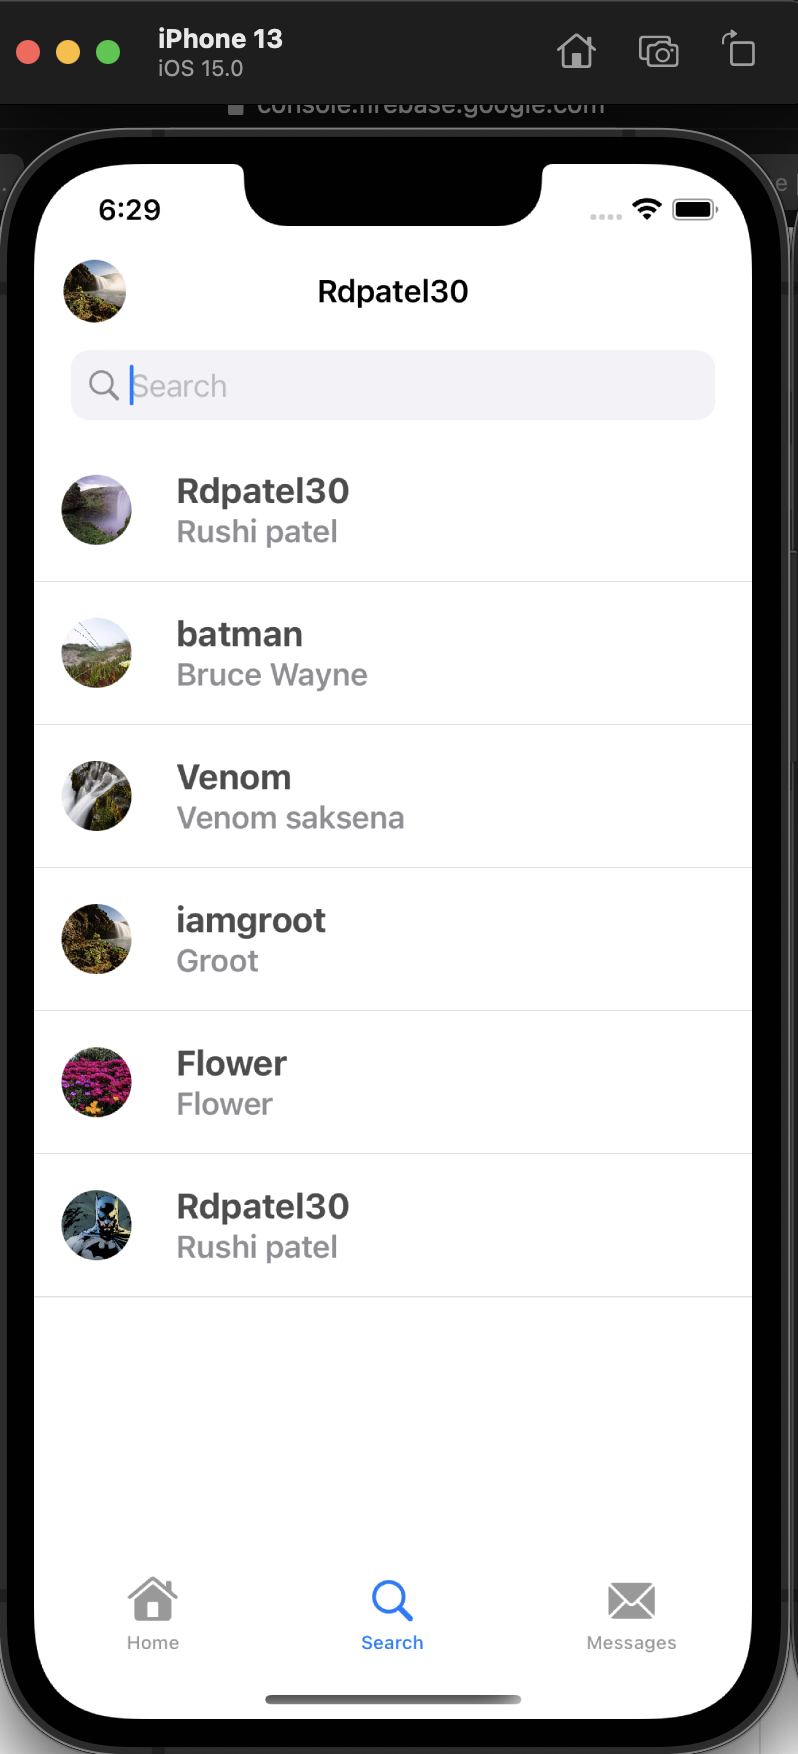 iPhone 13
iOS 15.0
console.firebase.google.com
6:29
Rdpatel30
Search
Rdpatel30
Rushi patel
batman
Bruce Wayne
Venom
Venom saksena
iamgroot
Groot
Flower
Flower
Rdpatel30
Rushi patel
Home
Search
Messages